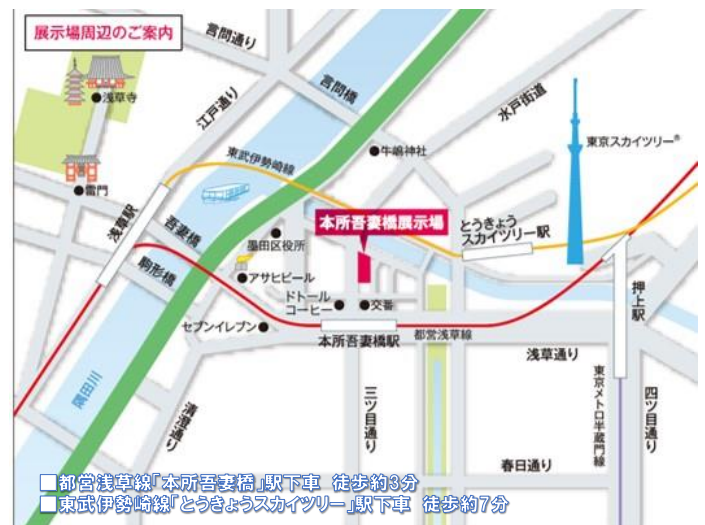 展示場周辺のご案内
言問通り
言問橋
水戸街道
江戸通り
浅草寺
牛嶋神社
東京スカイツリー®
東武伊勢崎線
雷門
浅草駅
吾妻橋
本所吾妻橋展示場
とうきょう
スカイツリー駅
墨田区役所
駒形橋
アサヒビール
ドトール
コーヒー
交番
押上駅
セブンイレブン
本所吾妻橋駅
都営浅草線
浅草通り
隅田川
清澄通り
三ツ目通り
東京メトロ半蔵門線
四ツ目通り
春日通り
■都営浅草線「本所吾妻橋」駅下車 徒歩約3分
■東武伊勢崎線「とうきょうスカイツリー」駅下車 徒歩約7分